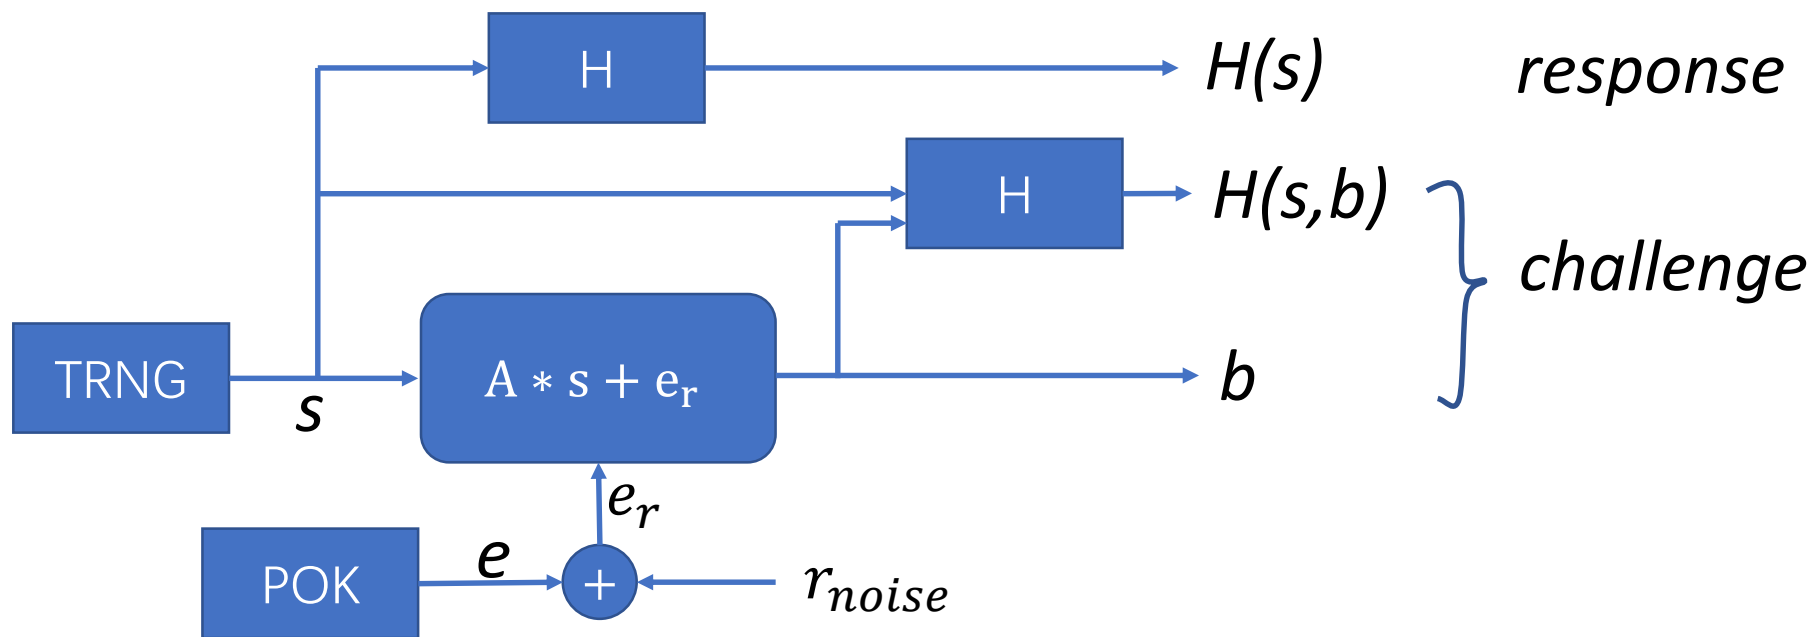 H
H(s)
response
H
H(s,b)
challenge
TRNG
s
A ∗ s + e_r
b
e_r
POK
e
+
r_noise